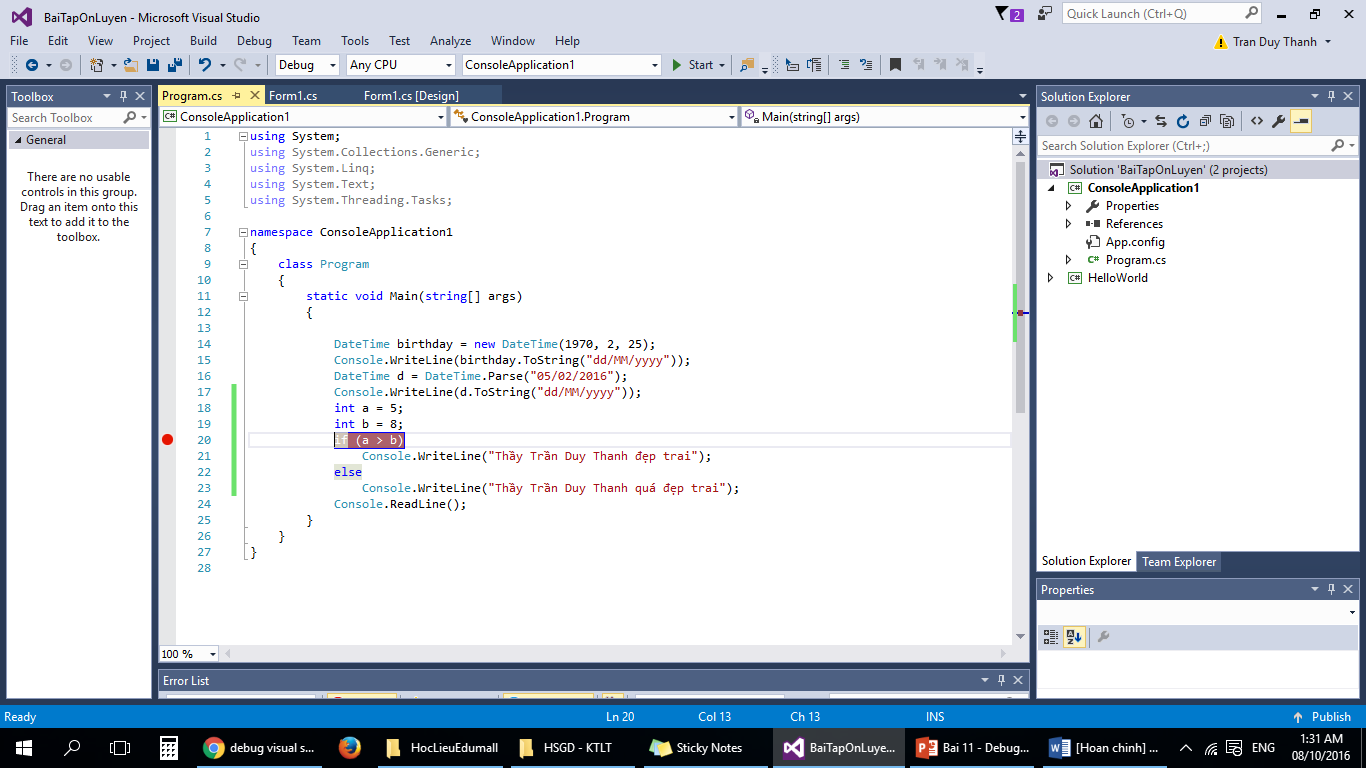 BaiTapOnLuyen - Microsoft Visual Studio
2
Quick Launch (Ctrl+Q)
File Edit View Project Build Debug Team Tools Test Analyze Window Help
Tran Duy Thanh
Debug Any CPU ConsoleApplication1 Start
Toolbox
Search Toolbox
General
There are no usable
controls in this group.
Drag an item onto this
text to add it to the
toolbox.
Program.cs Form1.cs Form1.cs [Design]
ConsoleApplication1 ConsoleApplication1.Program Main(string[] args)
1 using System;
2 using System.Collections.Generic;
3 using System.Linq;
4 using System.Text;
5 using System.Threading.Tasks;
6
7 namespace ConsoleApplication1
8 {
9 class Program
10 {
11 static void Main(string[] args)
12 {
13
14 DateTime birthday = new DateTime(1970, 2, 25);
15 Console.WriteLine(birthday.ToString("dd/MM/yyyy"));
16 DateTime d = DateTime.Parse("05/02/2016");
17 Console.WriteLine(d.ToString("dd/MM/yyyy"));
18 int a = 5;
19 int b = 8;
20 if (a > b)
21 Console.WriteLine("Thầy Trần Duy Thanh đẹp trai");
22 else
23 Console.WriteLine("Thầy Trần Duy Thanh quá đẹp trai");
24 Console.ReadLine();
25 }
26 }
27 }
28
100 %
Error List
Solution Explorer
Search Solution Explorer (Ctrl+;)
Solution 'BaiTapOnLuyen' (2 projects)
ConsoleApplication1
Properties
References
App.config
Program.cs
HelloWorld
Solution Explorer Team Explorer
Properties
Ready Ln 20 Col 13 Ch 13 INS Publish
debug visual s... HocLieuEdumall HSGD - KTLT Sticky Notes BaiTapOnLuye... Bai 11 - Debug... [Hoan chinh] ... ENG
1:31 AM
08/10/2016